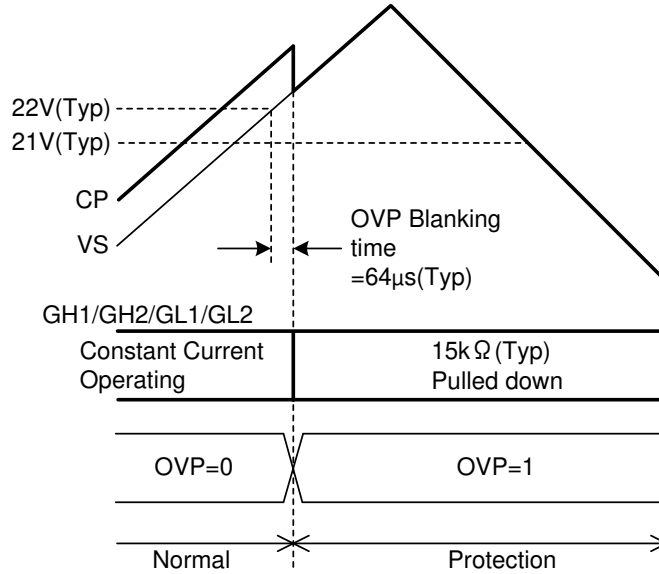 22V(Typ)
21V(Typ)
CP
VS
OVP Blanking
time
=64μs(Typ)
GH1/GH2/GL1/GL2
Constant Current
Operating
15kΩ(Typ)
Pulled down
OVP=0
OVP=1
Normal
Protection